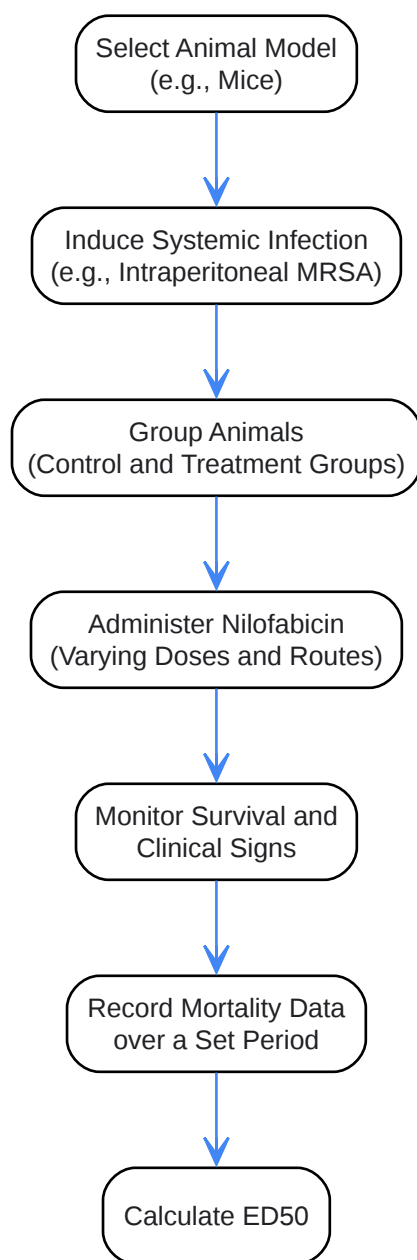 Select Animal Model
(e.g., Mice)
Induce Systemic Infection
(e.g., Intraperitoneal MRSA)
Group Animals
(Control and Treatment Groups)
Administer Nilofabicin
(Varying Doses and Routes)
Monitor Survival and
Clinical Signs
Record Mortality Data
over a Set Period
Calculate ED50